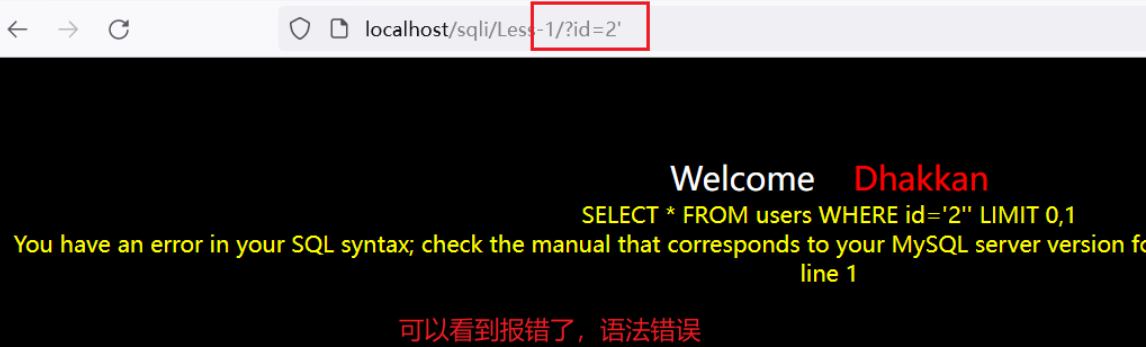 localhost/sqli/Less-1/?id=2'
Welcome Dhakkan
SELECT * FROM users WHERE id='2'' LIMIT 0,1
You have an error in your SQL syntax; check the manual that corresponds to your MySQL server version
line 1
可以看到报错了，语法错误